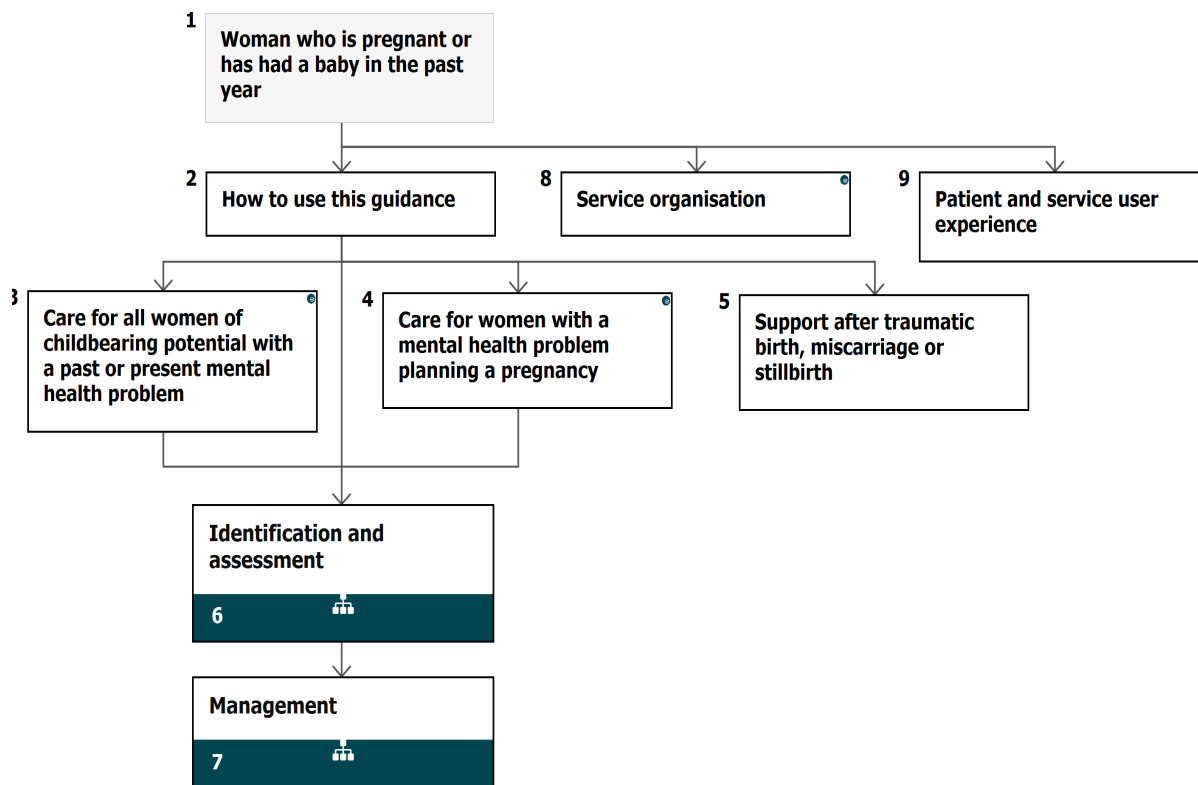 1
Woman who is pregnant or
has had a baby in the past
year
2
How to use this guidance
8
Service organisation
9
Patient and service user
experience
3
Care for all women of
childbearing potential with
a past or present mental
health problem
4
Care for women with a
mental health problem
planning a pregnancy
5
Support after traumatic
birth, miscarriage or
stillbirth
Identification and
assessment
6
Management
7